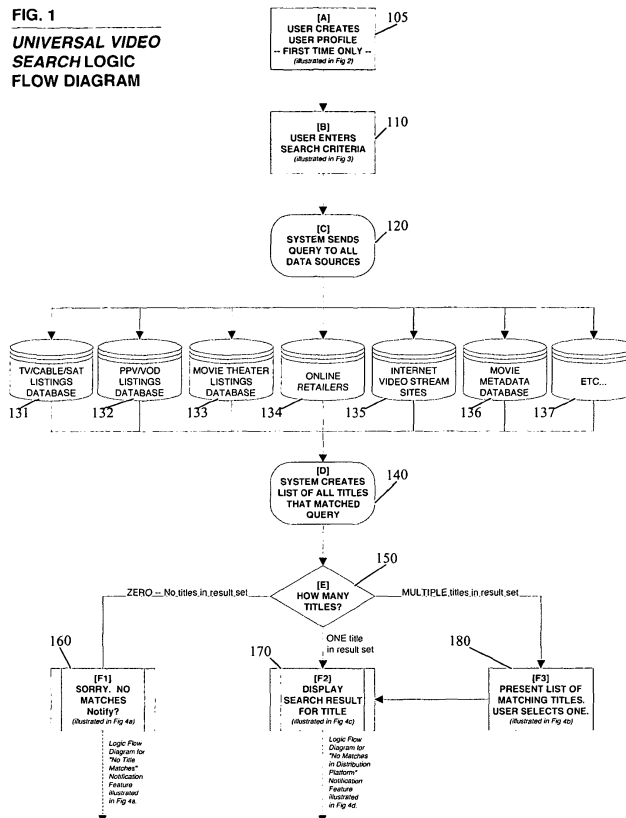 FIG. 1
UNIVERSAL VIDEO
SEARCH LOGIC
FLOW DIAGRAM
[A]
USER CREATES
USER PROFILE
-- FIRST TIME ONLY --
(illustrated in Fig 2)
105
[B]
USER ENTERS
SEARCH CRITERIA
(illustrated in Fig 3)
110
[C]
SYSTEM SENDS
QUERY TO ALL
DATA SOURCES
120
TV/CABLE/SAT
LISTINGS
DATABASE
131
PPV/VOD
LISTINGS
DATABASE
132
MOVIE THEATER
LISTINGS
DATABASE
133
ONLINE
RETAILERS
134
INTERNET
VIDEO STREAM
SITES
135
MOVIE
METADATA
DATABASE
136
ETC...
137
[D]
SYSTEM CREATES
LIST OF ALL TITLES
THAT MATCHED
QUERY
140
[E]
HOW MANY
TITLES?
150
ZERO -- No titles in result set
MULTIPLE titles in result set
ONE title
in result set
160
[F1]
SORRY. NO
MATCHES
Notify?
(illustrated in Fig 4a)
170
[F2]
DISPLAY
SEARCH RESULT
FOR TITLE
(illustrated in Fig 4c)
180
[F3]
PRESENT LIST OF
MATCHING TITLES.
USER SELECTS ONE.
(illustrated in Fig 4b)
Logic Flow
Diagram for
"No Title
Matches"
Notification
Feature
illustrated
in Fig 4a.
Logic Flow
Diagram for
"No Matches
in Distribution
Platform"
Notification
Feature
illustrated
in Fig 4d.